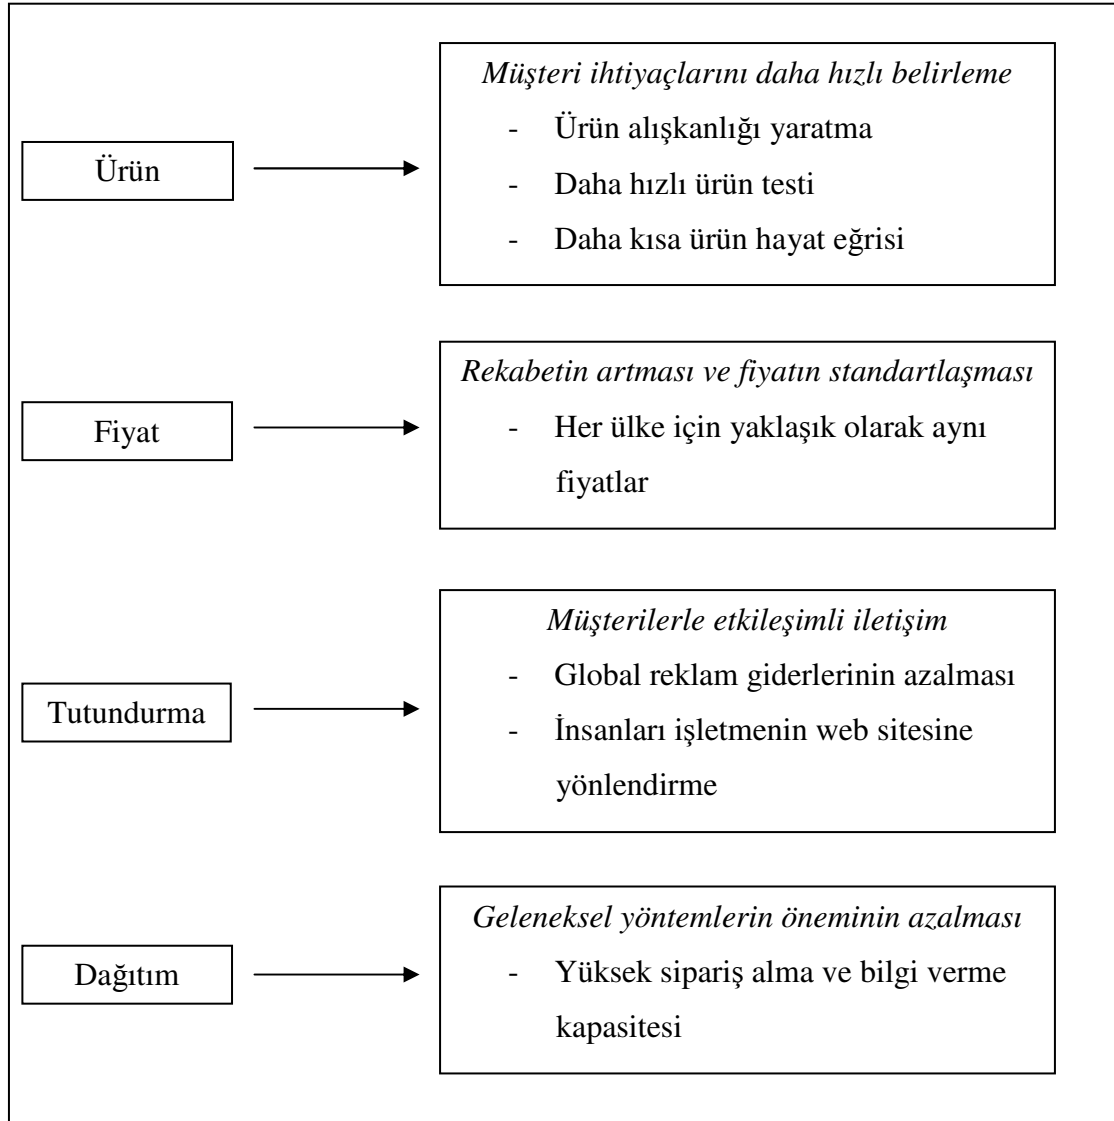 Ürün
Müşteri ihtiyaçlarını daha hızlı belirleme
- Ürün alışkanlığı yaratma
- Daha hızlı ürün testi
- Daha kısa ürün hayat eğrisi
Fiyat
Rekabetin artması ve fiyatın standartlaşması
- Her ülke için yaklaşık olarak aynı
fiyatlar
Tutundurma
Müşterilerle etkileşimli iletişim
- Global reklam giderlerinin azalması
- İnsanları işletmenin web sitesine
yönlendirme
Dağıtım
Geleneksel yöntemlerin öneminin azalması
- Yüksek sipariş alma ve bilgi verme
kapasitesi